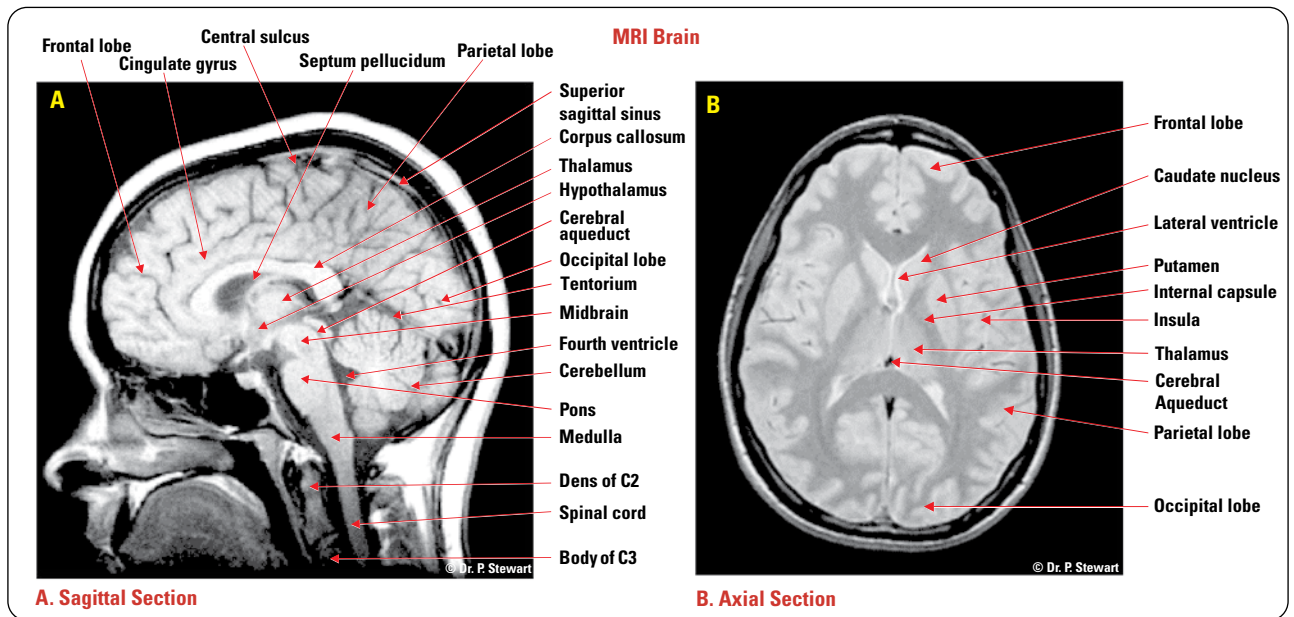 MRI Brain
Frontal lobe
Cingulate gyrus
Central sulcus
Septum pellucidum
Parietal lobe
A
Superior
sagittal sinus
Corpus callosum
Thalamus
Hypothalamus
Cerebral
aqueduct
Occipital lobe
Tentorium
Midbrain
Fourth ventricle
Cerebellum
Pons
Medulla
Dens of C2
Spinal cord
Body of C3
© Dr. P. Stewart
A. Sagittal Section
B
Frontal lobe
Caudate nucleus
Lateral ventricle
Putamen
Internal capsule
Insula
Thalamus
Cerebral
Aqueduct
Parietal lobe
Occipital lobe
© Dr. P. Stewart
B. Axial Section